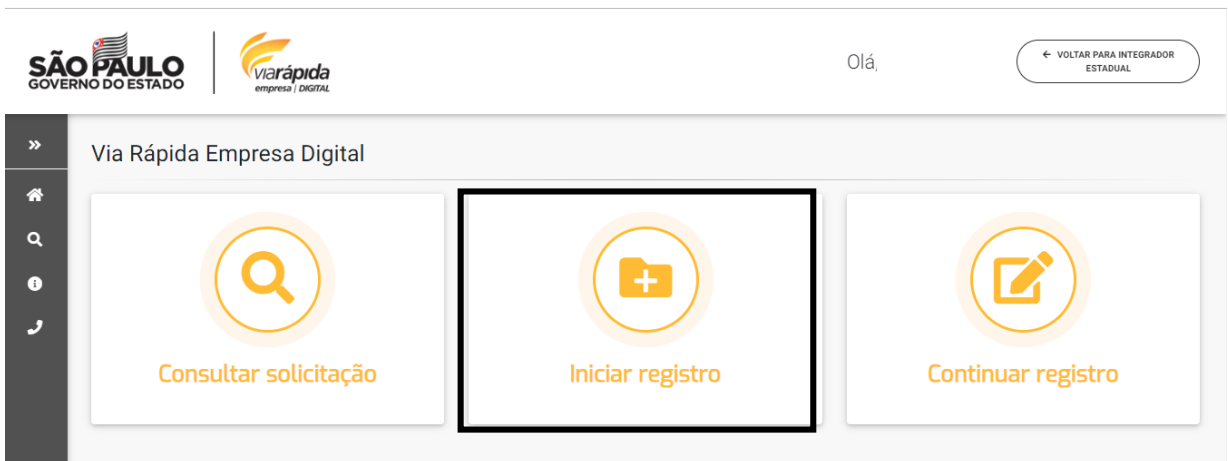 SÃO PAULO
GOVERNO DO ESTADO
viarápida
empresa | DIGITAL
Olá,
← VOLTAR PARA INTEGRADOR
ESTADUAL
Via Rápida Empresa Digital
Consultar solicitação
Iniciar registro
Continuar registro